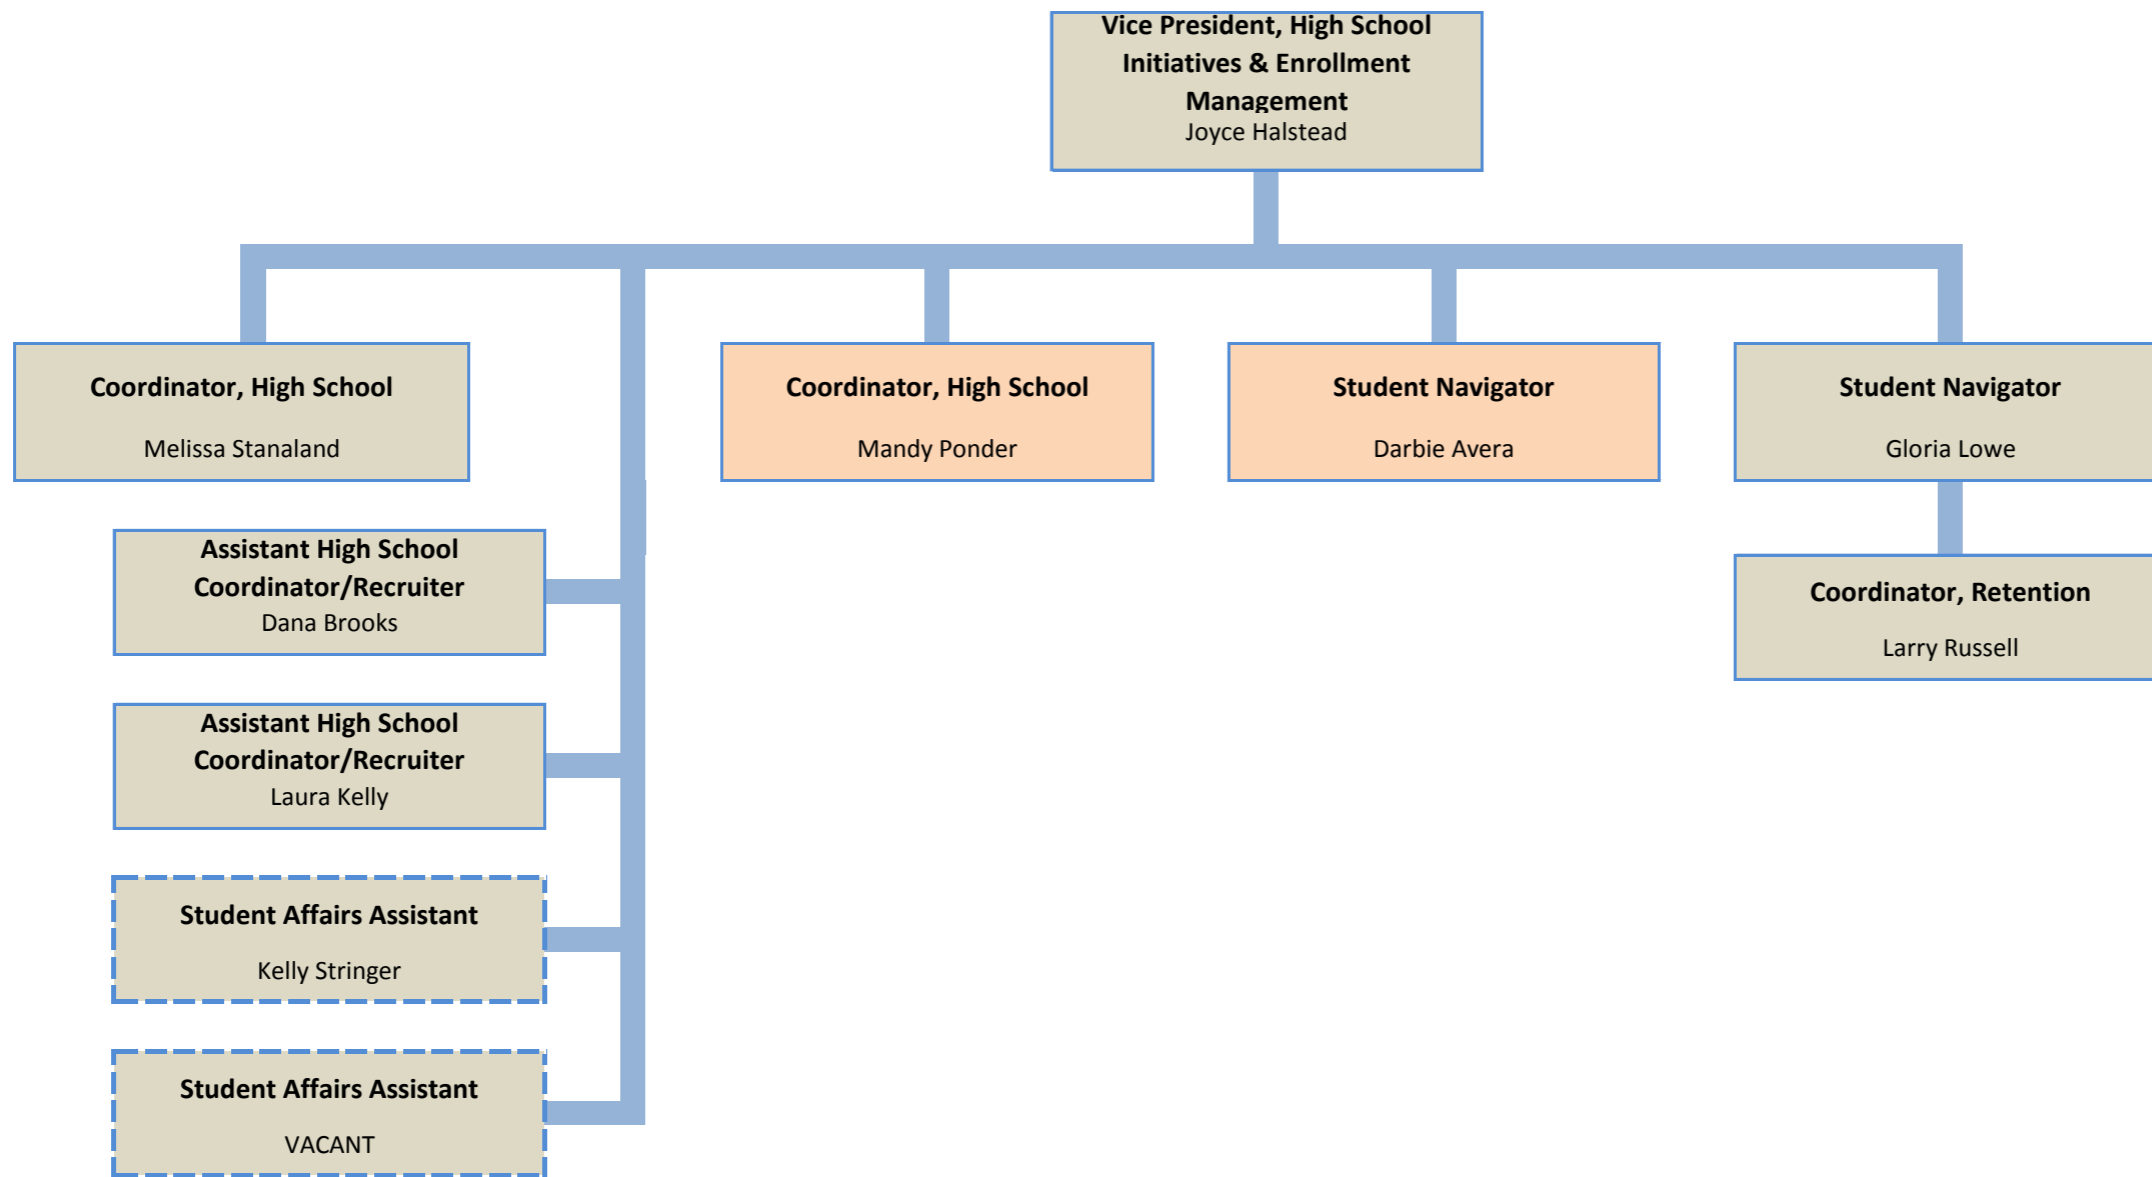 Vice President, High School
Initiatives & Enrollment
Management
Joyce Halstead
Coordinator, High School
Melissa Stanaland
Coordinator, High School
Mandy Ponder
Student Navigator
Darbie Avera
Student Navigator
Gloria Lowe
Assistant High School
Coordinator/Recruiter
Dana Brooks
Coordinator, Retention
Larry Russell
Assistant High School
Coordinator/Recruiter
Laura Kelly
Student Affairs Assistant
Kelly Stringer
Student Affairs Assistant
VACANT